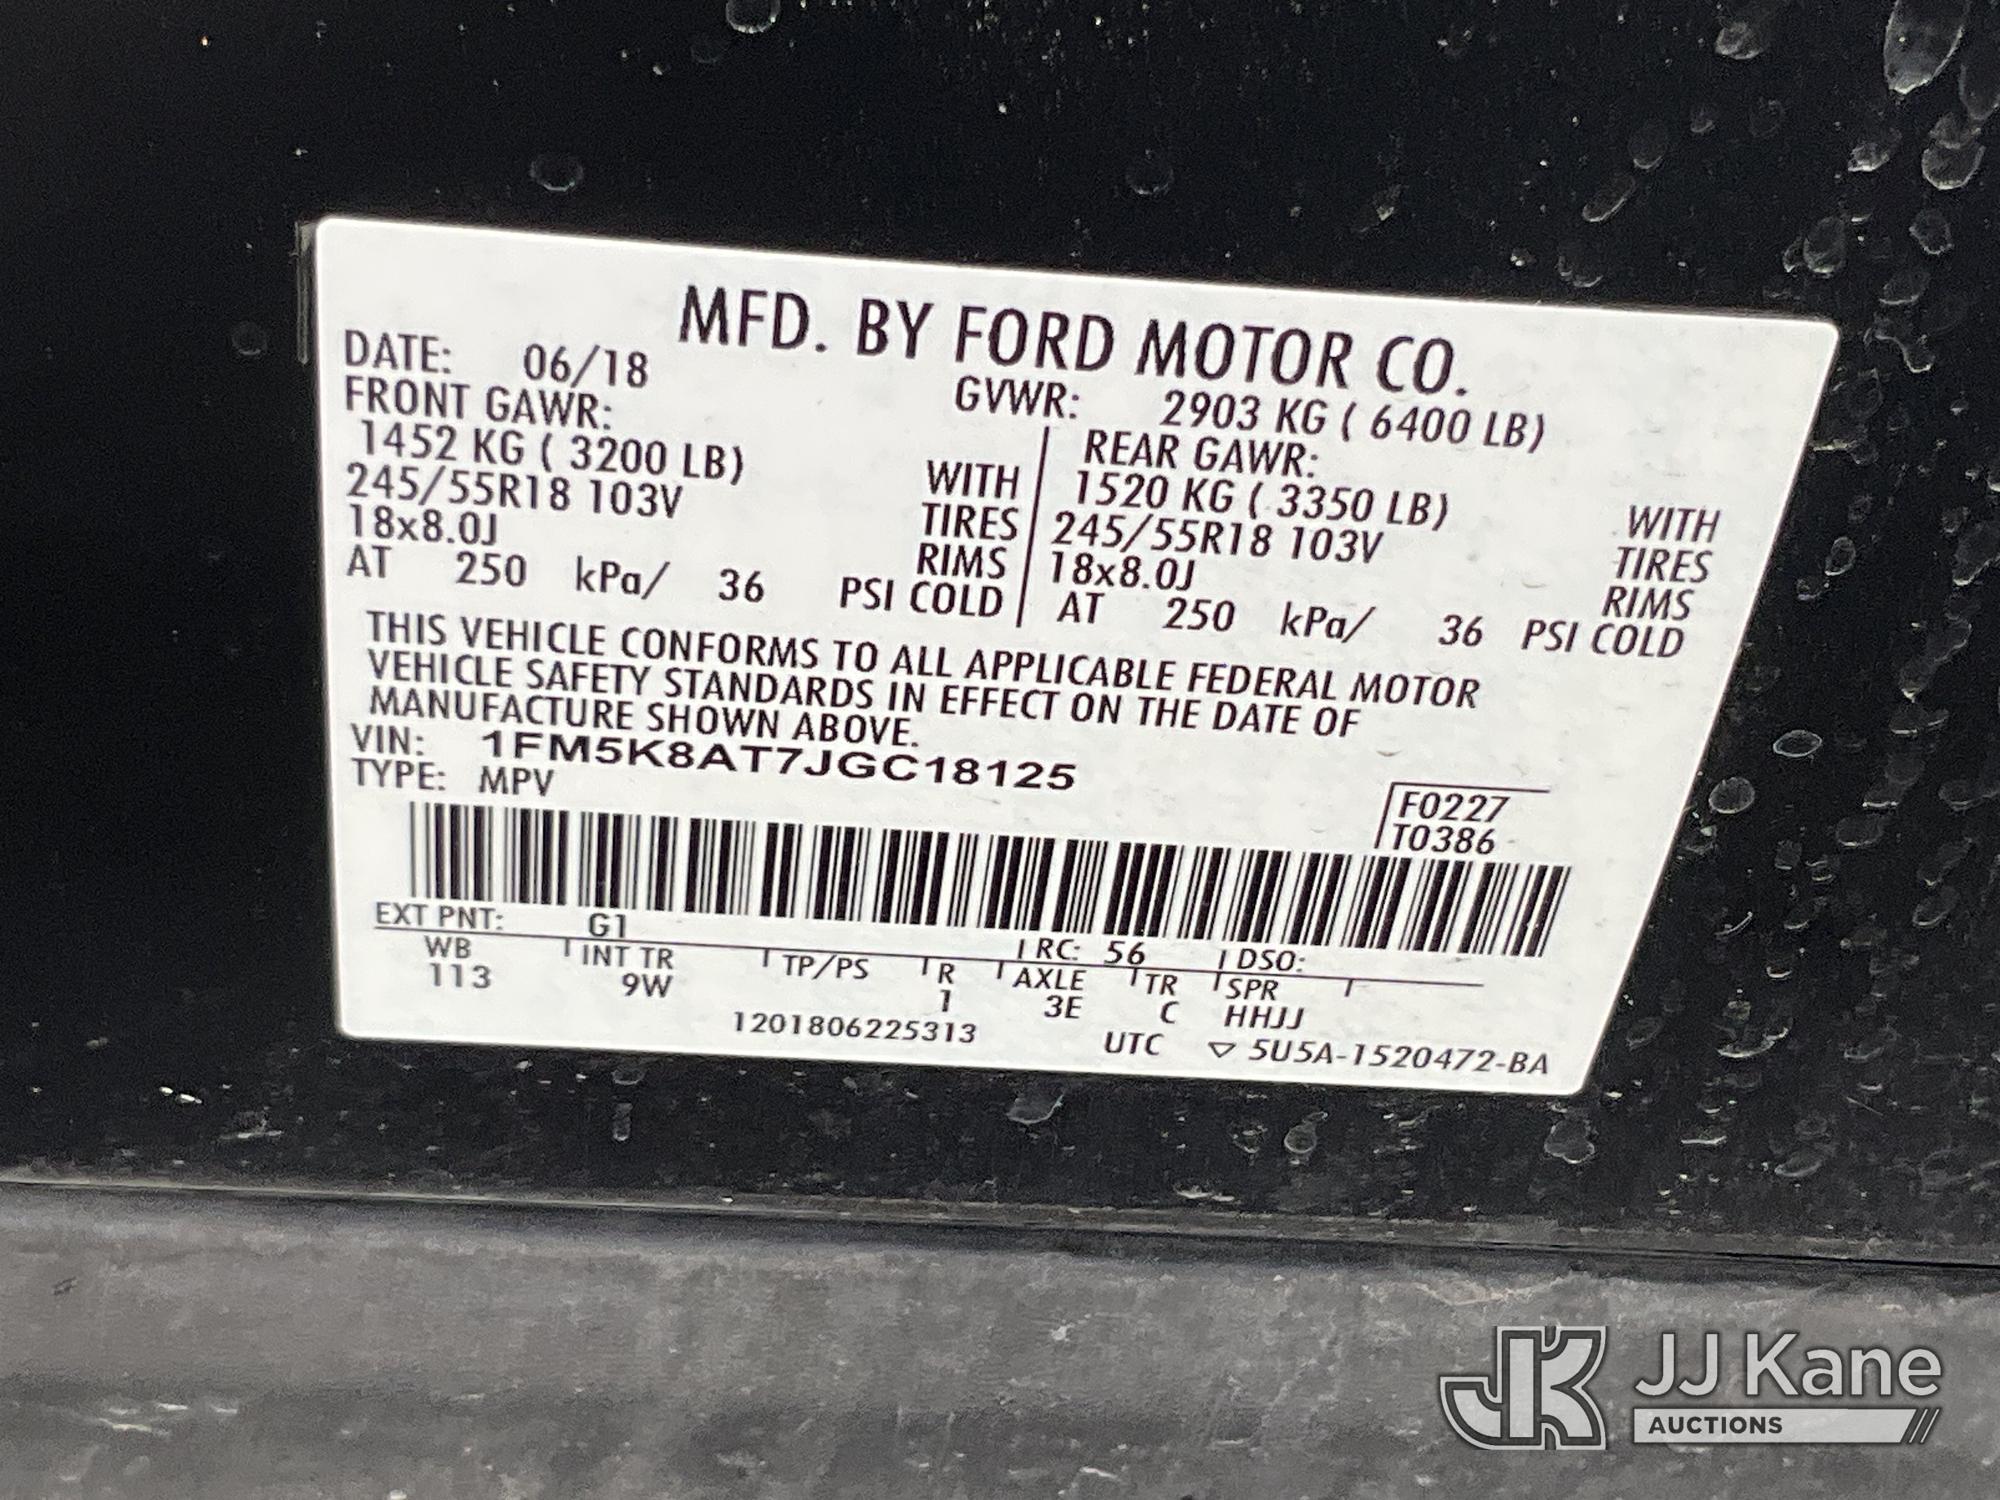 MFD. BY FORD MOTOR CO.
DATE: 06/18 GVWR: 2903 KG ( 6400 LB)
FRONT GAWR: REAR GAWR:
1452 KG ( 3200 LB) WITH 1520 KG ( 3350 LB) WITH
245/55R18 103V TIRES 245/55R18 103V TIRES
18x8.0J RIMS 18x8.0J RIMS
AT 250 kPa/ 36 PSI COLD AT 250 kPa/ 36 PSI COLD
THIS VEHICLE CONFORMS TO ALL APPLICABLE FEDERAL MOTOR
VEHICLE SAFETY STANDARDS IN EFFECT ON THE DATE OF
MANUFACTURE SHOWN ABOVE.
VIN: 1FM5K8AT7JGC18125
TYPE: MPV
F0227
T0386
EXT PNT: G1 RC: 56 DSO:
WB INT TR TP/PS R AXLE TR SPR
113 9W 1 3E C HHJJ
1201806225313 UTC ▽ 5U5A-1520472-BA
JK JJ Kane
AUCTIONS